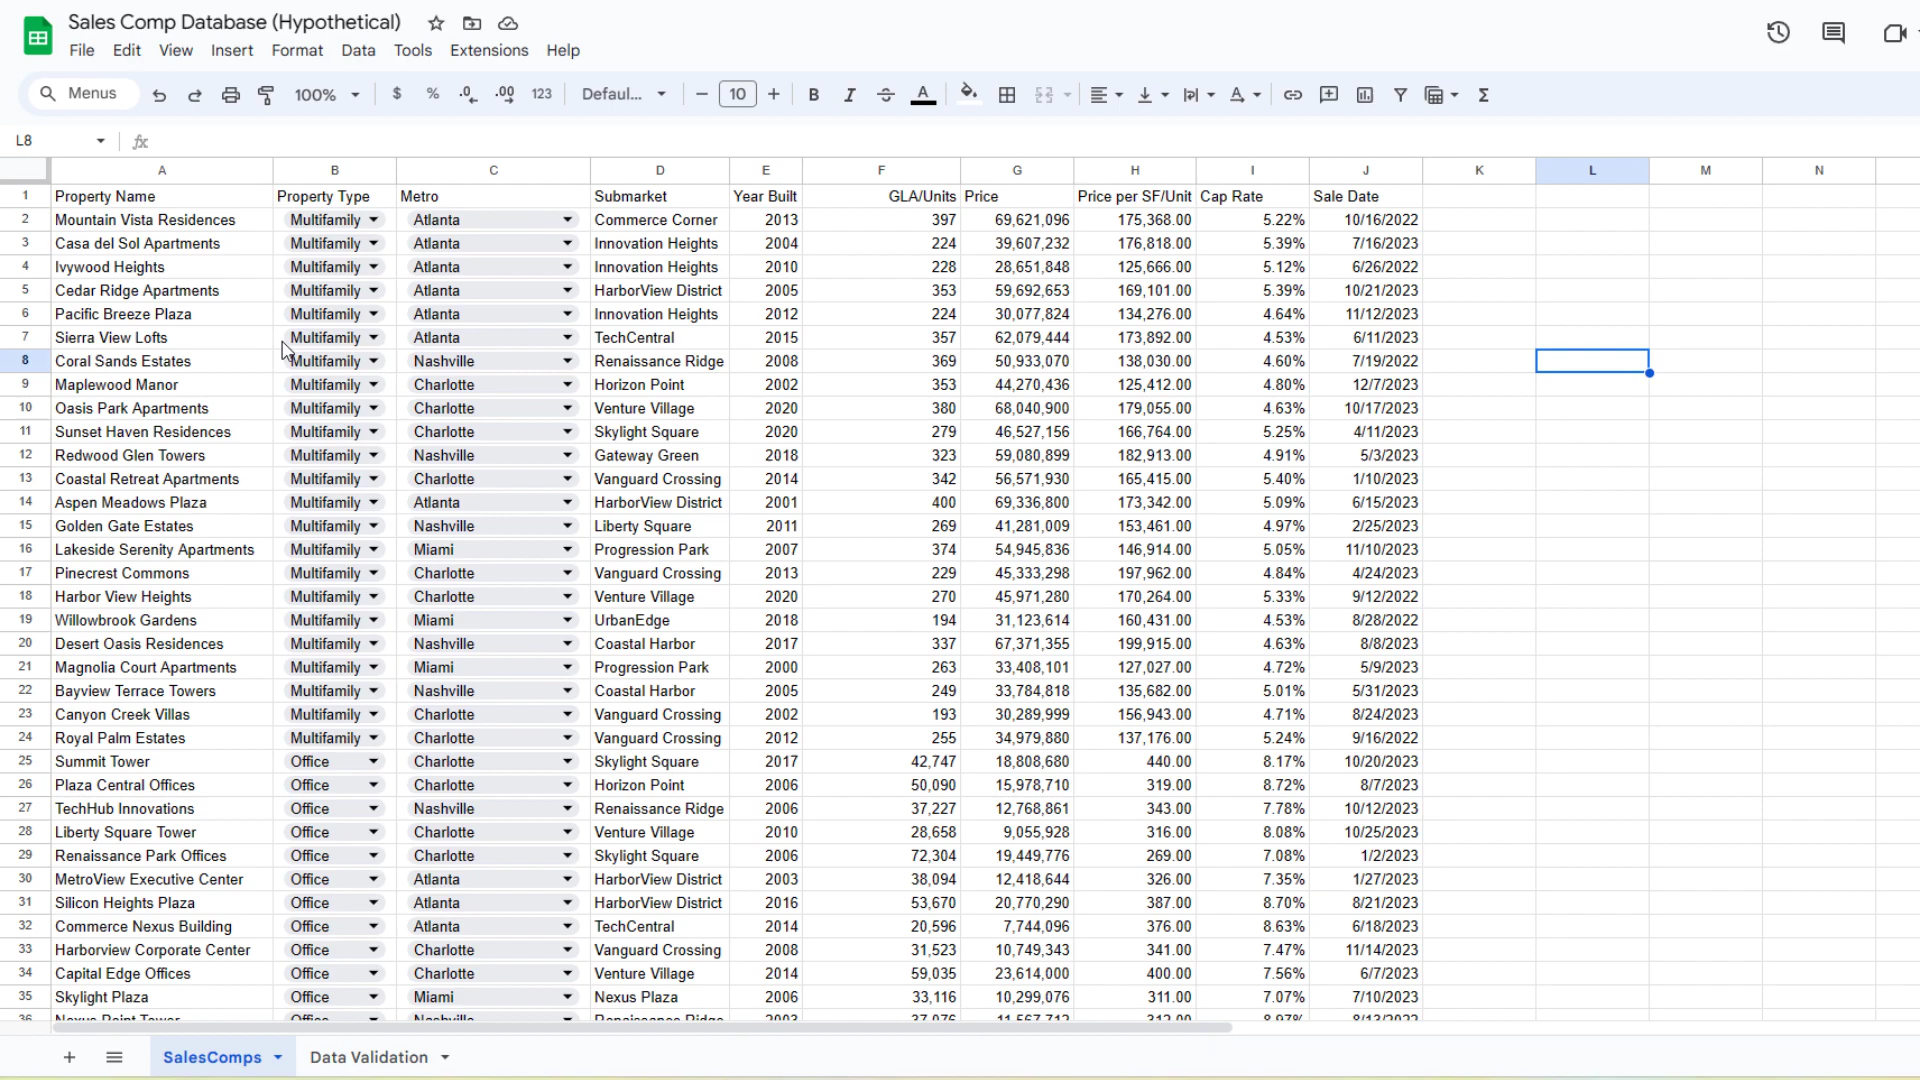 Sales Comp Database (Hypothetical)
File Edit View Insert Format Data Tools Extensions Help
Menus 100% $ % .0 .00 123 Defaul... 10 B I S A
L8 fx
A B C D E F G H I J K L M N
1 Property Name Property Type Metro Submarket Year Built GLA/Units Price Price per SF/Unit Cap Rate Sale Date
2 Mountain Vista Residences Multifamily Atlanta Commerce Corner 2013 397 69,621,096 175,368.00 5.22% 10/16/2022
3 Casa del Sol Apartments Multifamily Atlanta Innovation Heights 2004 224 39,607,232 176,818.00 5.39% 7/16/2023
4 Ivywood Heights Multifamily Atlanta Innovation Heights 2010 228 28,651,848 125,666.00 5.12% 6/26/2022
5 Cedar Ridge Apartments Multifamily Atlanta HarborView District 2005 353 59,692,653 169,101.00 5.39% 10/21/2023
6 Pacific Breeze Plaza Multifamily Atlanta Innovation Heights 2012 224 30,077,824 134,276.00 4.64% 11/12/2023
7 Sierra View Lofts Multifamily Atlanta TechCentral 2015 357 62,079,444 173,892.00 4.53% 6/11/2023
8 Coral Sands Estates Multifamily Nashville Renaissance Ridge 2008 369 50,933,070 138,030.00 4.60% 7/19/2022
9 Maplewood Manor Multifamily Charlotte Horizon Point 2002 353 44,270,436 125,412.00 4.80% 12/7/2023
10 Oasis Park Apartments Multifamily Charlotte Venture Village 2020 380 68,040,900 179,055.00 4.63% 10/17/2023
11 Sunset Haven Residences Multifamily Charlotte Skylight Square 2020 279 46,527,156 166,764.00 5.25% 4/11/2023
12 Redwood Glen Towers Multifamily Nashville Gateway Green 2018 323 59,080,899 182,913.00 4.91% 5/3/2023
13 Coastal Retreat Apartments Multifamily Charlotte Vanguard Crossing 2014 342 56,571,930 165,415.00 5.40% 1/10/2023
14 Aspen Meadows Plaza Multifamily Atlanta HarborView District 2001 400 69,336,800 173,342.00 5.09% 6/15/2023
15 Golden Gate Estates Multifamily Nashville Liberty Square 2011 269 41,281,009 153,461.00 4.97% 2/25/2023
16 Lakeside Serenity Apartments Multifamily Miami Progression Park 2007 374 54,945,836 146,914.00 5.05% 11/10/2023
17 Pinecrest Commons Multifamily Charlotte Vanguard Crossing 2013 229 45,333,298 197,962.00 4.84% 4/24/2023
18 Harbor View Heights Multifamily Charlotte Venture Village 2020 270 45,971,280 170,264.00 5.33% 9/12/2022
19 Willowbrook Gardens Multifamily Miami UrbanEdge 2018 194 31,123,614 160,431.00 4.53% 8/28/2022
20 Desert Oasis Residences Multifamily Nashville Coastal Harbor 2017 337 67,371,355 199,915.00 4.63% 8/8/2023
21 Magnolia Court Apartments Multifamily Miami Progression Park 2000 263 33,408,101 127,027.00 4.72% 5/9/2023
22 Bayview Terrace Towers Multifamily Nashville Coastal Harbor 2005 249 33,784,818 135,682.00 5.01% 5/31/2023
23 Canyon Creek Villas Multifamily Charlotte Vanguard Crossing 2002 193 30,289,999 156,943.00 4.71% 8/24/2023
24 Royal Palm Estates Multifamily Charlotte Vanguard Crossing 2012 255 34,979,880 137,176.00 5.24% 9/16/2022
25 Summit Tower Office Charlotte Skylight Square 2017 42,747 18,808,680 440.00 8.17% 10/20/2023
26 Plaza Central Offices Office Charlotte Horizon Point 2006 50,090 15,978,710 319.00 8.72% 8/7/2023
27 TechHub Innovations Office Nashville Renaissance Ridge 2006 37,227 12,768,861 343.00 7.78% 10/12/2023
28 Liberty Square Tower Office Charlotte Venture Village 2010 28,658 9,055,928 316.00 8.08% 10/25/2023
29 Renaissance Park Offices Office Charlotte Skylight Square 2006 72,304 19,449,776 269.00 7.08% 1/2/2023
30 MetroView Executive Center Office Atlanta HarborView District 2003 38,094 12,418,644 326.00 7.35% 1/27/2023
31 Silicon Heights Plaza Office Atlanta HarborView District 2016 53,670 20,770,290 387.00 8.70% 8/21/2023
32 Commerce Nexus Building Office Atlanta TechCentral 2014 20,596 7,744,096 376.00 8.63% 6/18/2023
33 Harborview Corporate Center Office Charlotte Vanguard Crossing 2008 31,523 10,749,343 341.00 7.47% 11/14/2023
34 Capital Edge Offices Office Charlotte Venture Village 2014 59,035 23,614,000 400.00 7.56% 6/7/2023
35 Skylight Plaza Office Miami Nexus Plaza 2006 33,116 10,299,076 311.00 7.07% 7/10/2023
36 Nexus Point Tower Office Nashville Renaissance Ridge
SalesComps Data Validation